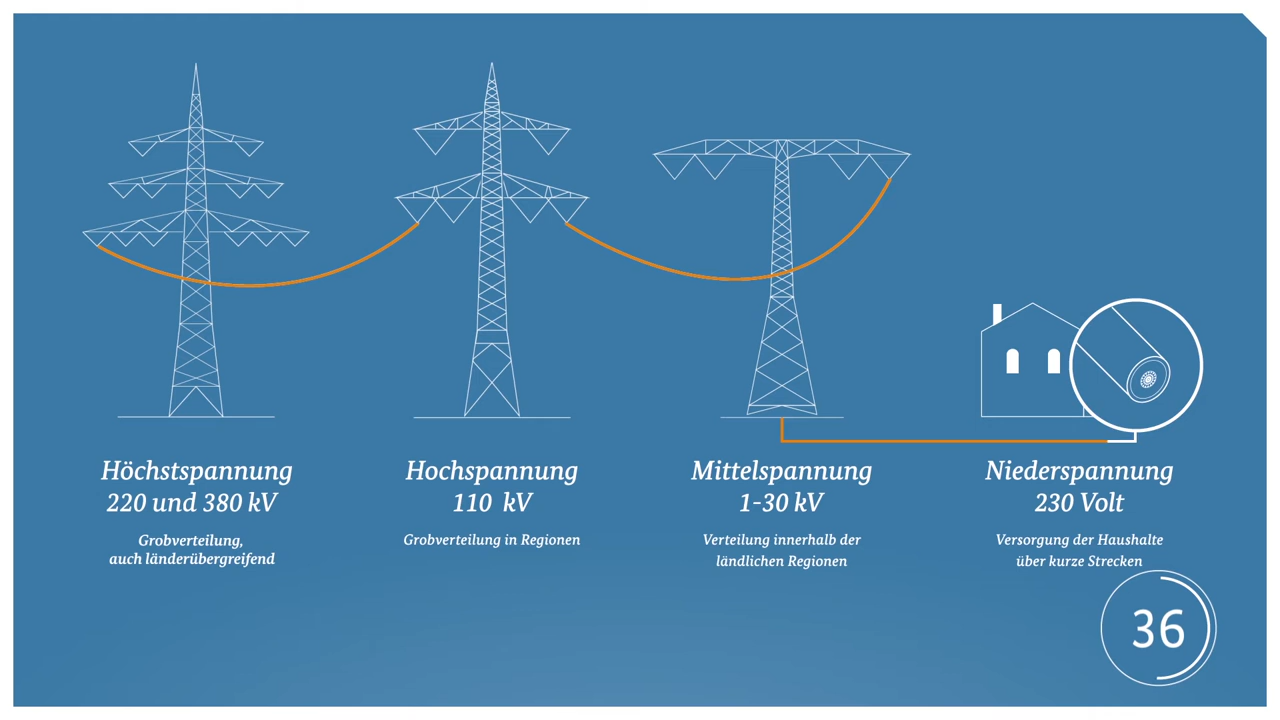 Höchstspannung
220 und 380 kV
Grobverteilung,
auch länderübergreifend
Hochspannung
110 kV
Grobverteilung in Regionen
Mittelspannung
1-30 kV
Verteilung innerhalb der
ländlichen Regionen
Niederspannung
230 Volt
Versorgung der Haushalte
über kurze Strecken
36